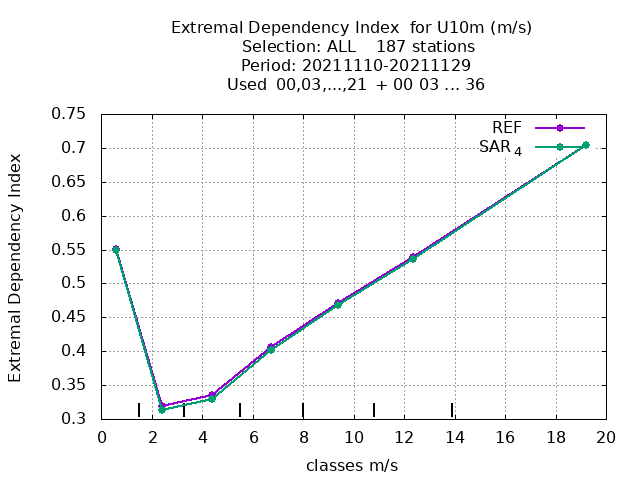 Extremal Dependency Index for U10m (m/s)
Selection: ALL 187 stations
Period: 20211110-20211129
Used 00,03,...,21 + 00 03 ... 36
REF
SAR 4
0.75
0.7
0.65
0.6
0.55
0.5
0.45
0.4
0.35
0.3
Extremal Dependency Index
0 2 4 6 8 10 12 14 16 18 20
classes m/s